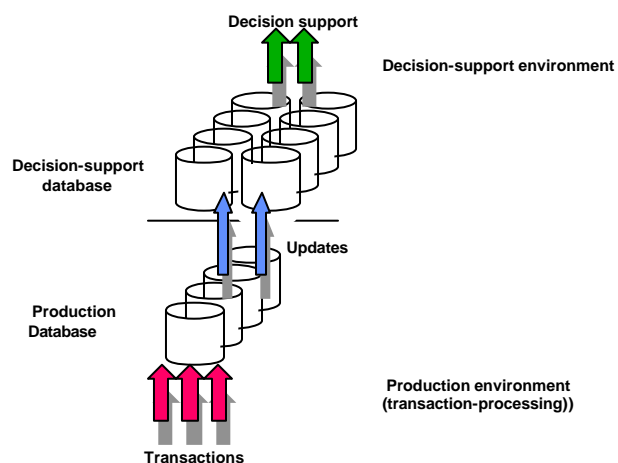 Decision support
Decision-support environment
Decision-support
database
Updates
Production
Database
Production environment
(transaction-processing))
Transactions